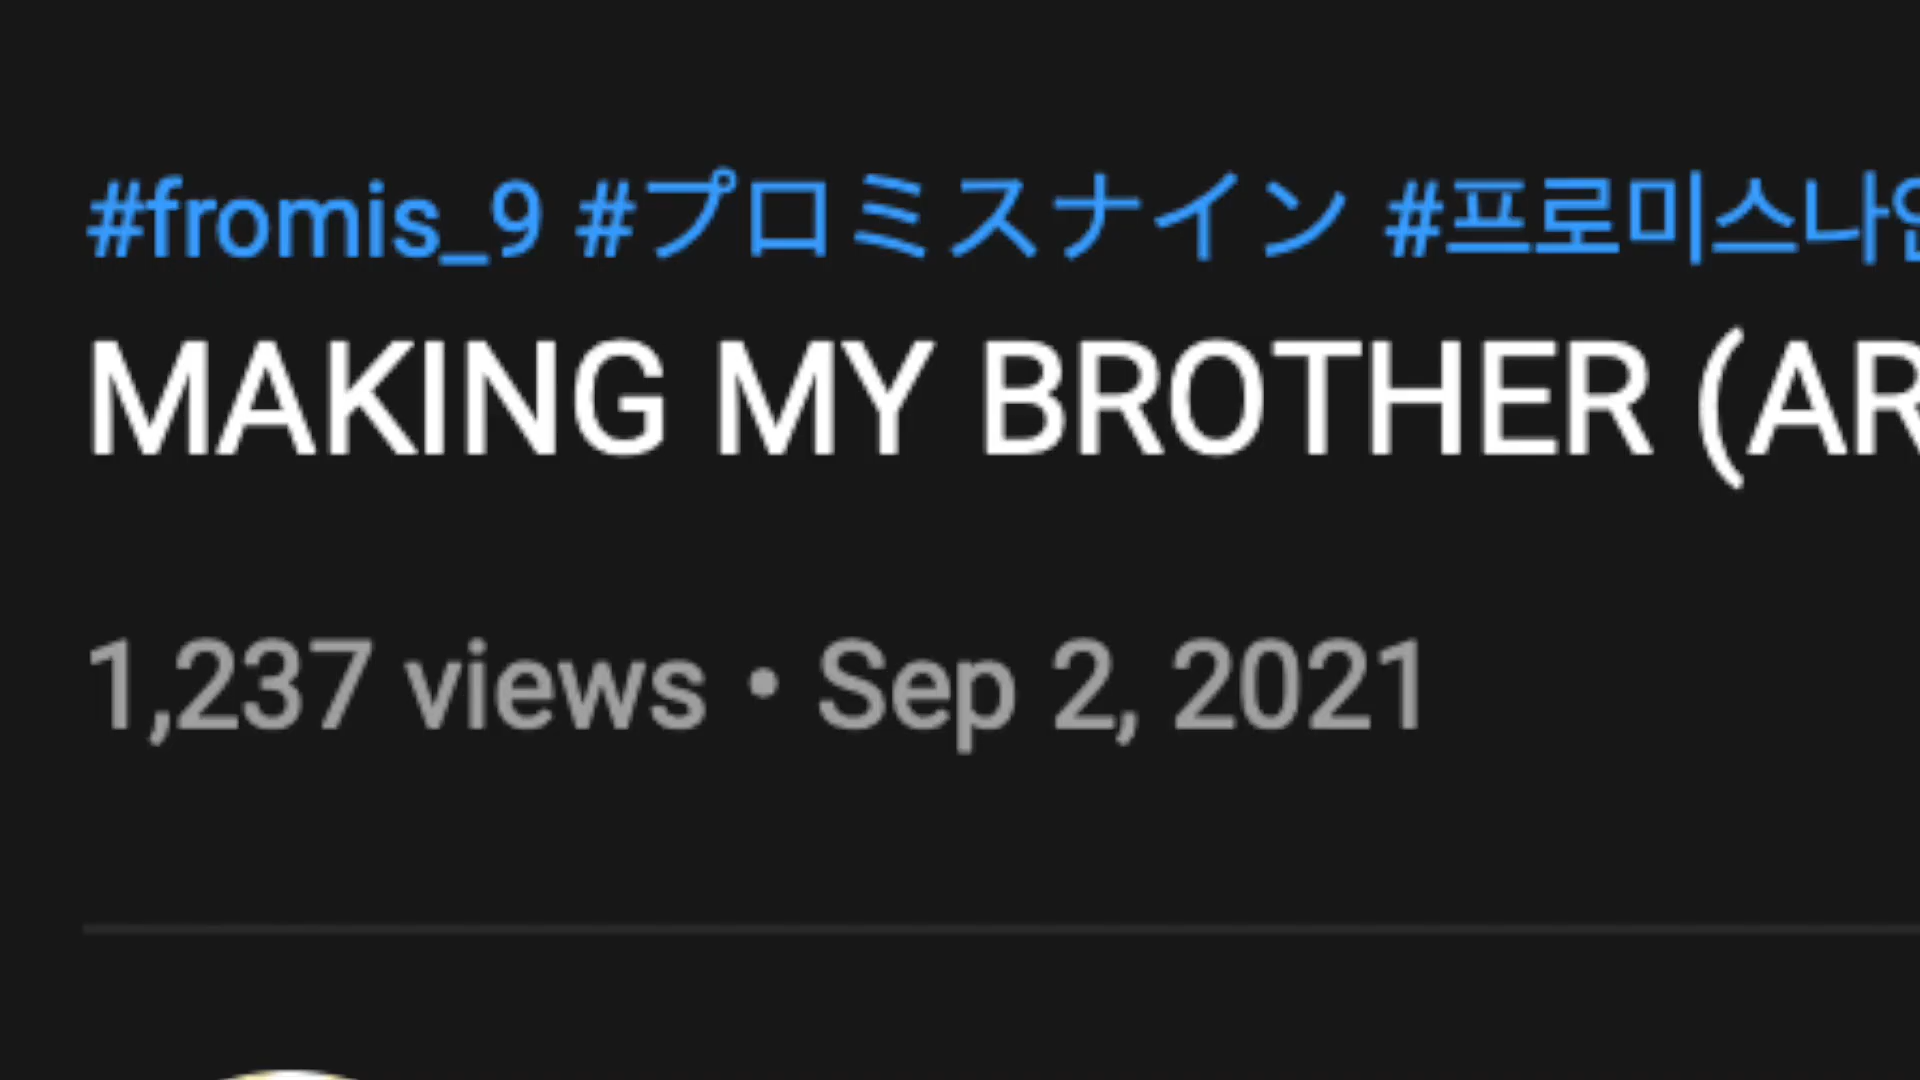 #fromis_9 #プロミスナイン #프로미스나인
MAKING MY BROTHER (AR
1,237 views • Sep 2, 2021